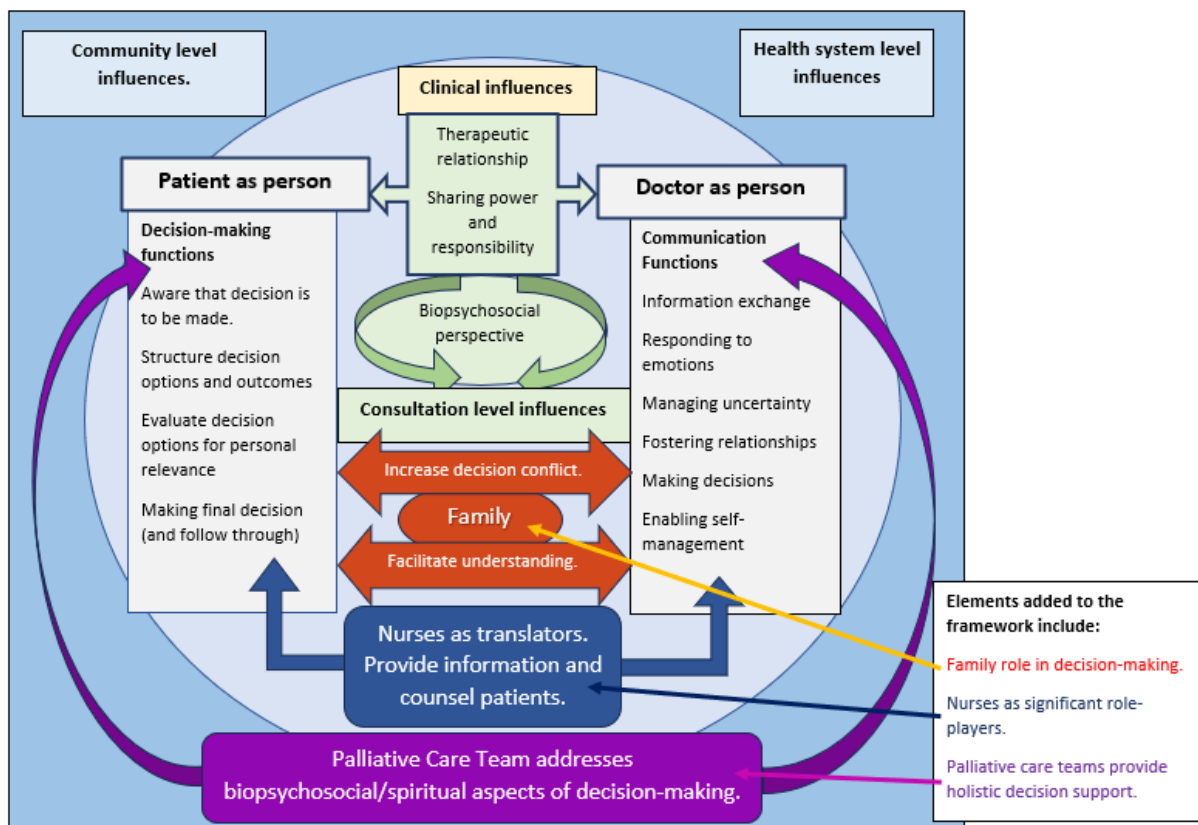 Community level
influences.
Health system level
influences
Clinical influences
Therapeutic
relationship
Sharing power
and
responsibility
Patient as person
Doctor as person
Decision-making
functions
Aware that decision is
to be made.
Structure decision
options and outcomes
Evaluate decision
options for personal
relevance
Making final decision
(and follow through)
Biopsychosocial
perspective
Consultation level influences
Increase decision conflict.
Family
Facilitate understanding.
Communication
Functions
Information exchange
Responding to
emotions
Managing uncertainty
Fostering relationships
Making decisions
Enabling self-
management
Nurses as translators.
Provide information and
counsel patients.
Palliative Care Team addresses
biopsychosocial/spiritual aspects of decision-making.
Elements added to the
framework include:
Family role in decision-making.
Nurses as significant role-
players.
Palliative care teams provide
holistic decision support.